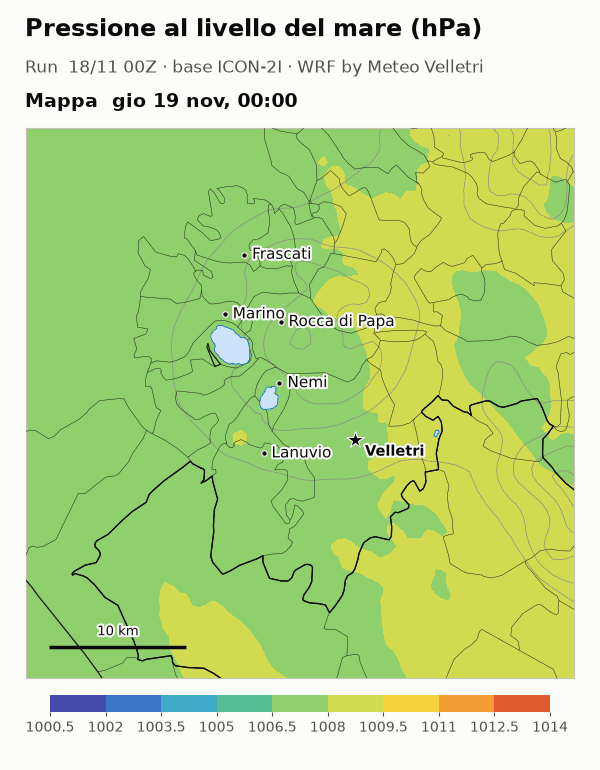 Pressione al livello del mare (hPa)
Run  18/11 00Z · base ICON-2I · WRF by Meteo Velletri
Mappa  gio 19 nov, 00:00
Frascati
Marino
Rocca di Papa
Nemi
Velletri
Lanuvio
10 km
1000.5 1002 1003.5 1005 1006.5 1008 1009.5 1011 1012.5 1014